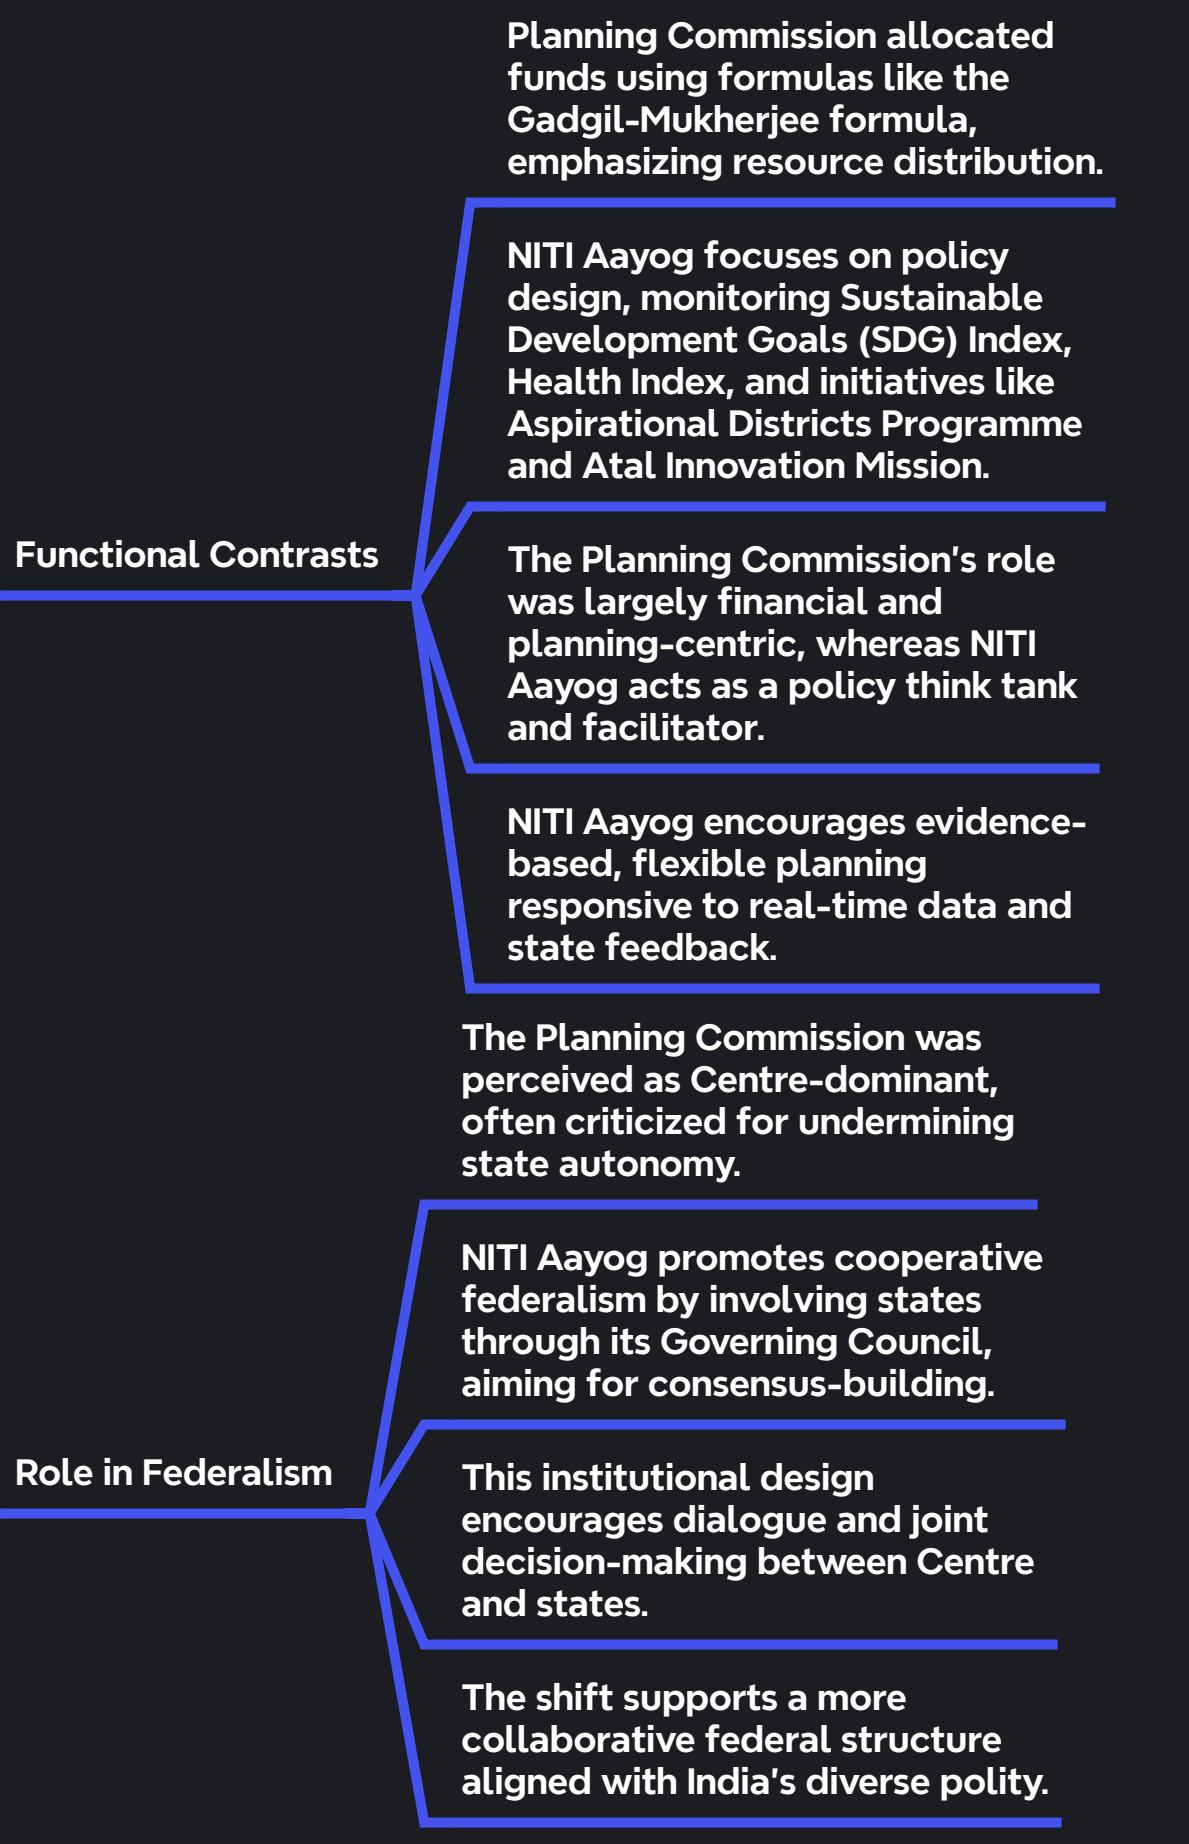 Functional Contrasts
Planning Commission allocated
funds using formulas like the
Gadgil-Mukherjee formula,
emphasizing resource distribution.
NITI Aayog focuses on policy
design, monitoring Sustainable
Development Goals (SDG) Index,
Health Index, and initiatives like
Aspirational Districts Programme
and Atal Innovation Mission.
The Planning Commission's role
was largely financial and
planning-centric, whereas NITI
Aayog acts as a policy think tank
and facilitator.
NITI Aayog encourages evidence-
based, flexible planning
responsive to real-time data and
state feedback.
Role in Federalism
The Planning Commission was
perceived as Centre-dominant,
often criticized for undermining
state autonomy.
NITI Aayog promotes cooperative
federalism by involving states
through its Governing Council,
aiming for consensus-building.
This institutional design
encourages dialogue and joint
decision-making between Centre
and states.
The shift supports a more
collaborative federal structure
aligned with India's diverse polity.